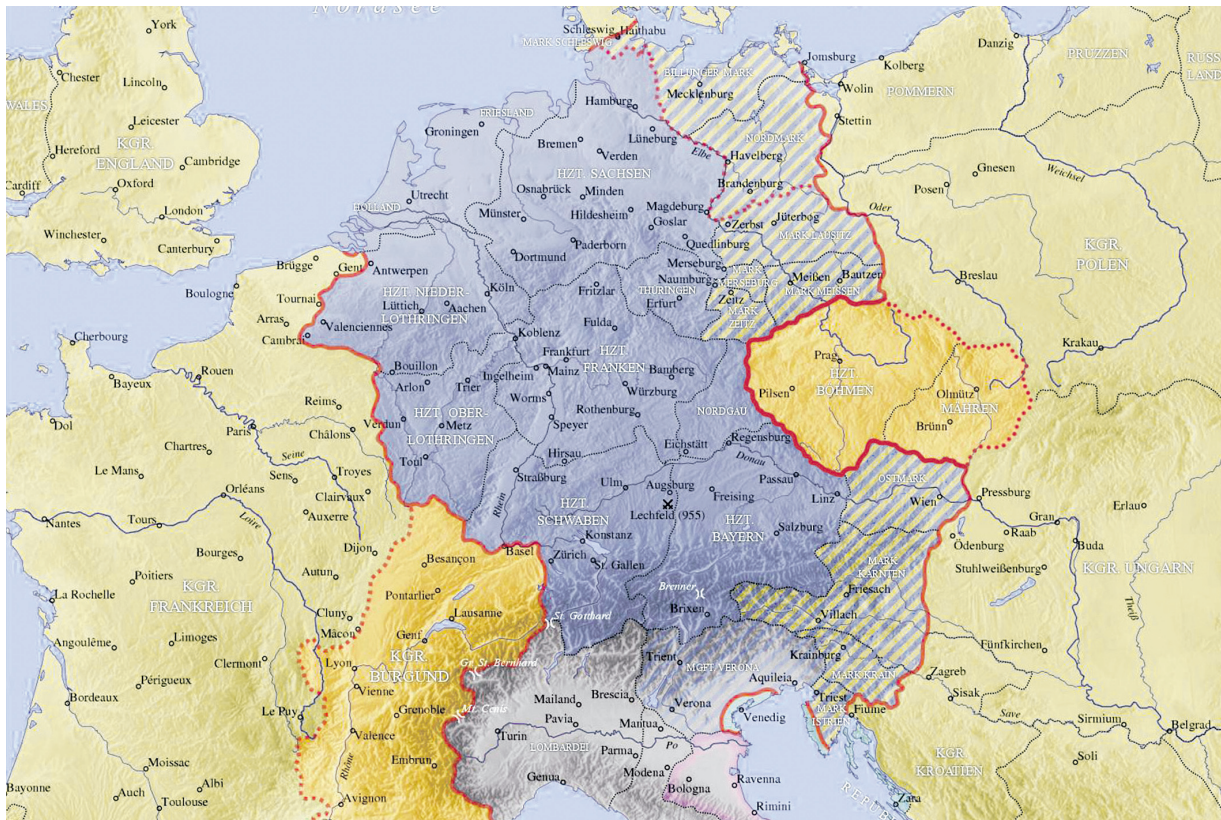 Nordsee
York
Chester
Lincoln
WALES
Leicester
Hereford
KGR.
ENGLAND
Cambridge
Cardiff
Oxford
London
Winchester
Canterbury
Schleswig
Haithabu
MARK SCHLESWIG
BILLUNGER MARK
Mecklenburg
Jomsburg
Wolin
Kolberg
POMMERN
Danzig
PRUZZEN
RUSS
LAND
Stettin
Hamburg
FRIESLAND
Groningen
Bremen
Verden
Lüneburg
Elbe
NORDMARK
Havelberg
Brandenburg
HZT. SACHSEN
Gnesen
Posen
Weichsel
Oder
Utrecht
HOLLAND
Osnabrück
Minden
Münster
Hildesheim
Magdeburg
Goslar
Zerbst
Jüterbog
MARK LAUSITZ
Quedlinburg
Paderborn
Dortmund
Merseburg
Naumburg
MARK
MERSEBURG
Meißen
Bautzen
MARK MEISSEN
KGR.
POLEN
Breslau
Brügge
Gent
Antwerpen
Boulogne
Tournai
HZT. NIEDER-
LOTHRINGEN
Lüttich
Aachen
Köln
Fritzlar
THÜRINGEN
Erfurt
Zeitz
MARK
ZEITZ
Arras
Valenciennes
Cambrai
Cherbourg
Fulda
Koblenz
HZT.
FRANKEN
Frankfurt
Mainz
Ingelheim
Bamberg
Prag
HZT.
BÖHMEN
Krakau
Bayeux
Rouen
Bouillon
Arlon
Trier
Worms
Würzburg
Pilsen
Olmütz
MÄHREN
Brünn
Reims
HZT. OBER-
LOTHRINGEN
Rothenburg
NORDGAU
Dol
Paris
Châlons
Verdun
Metz
Speyer
Eichstätt
Regensburg
Chartres
Seine
Toul
Hirsau
Donau
Le Mans
Sens
Troyes
Straßburg
Ulm
Augsburg
Passau
OSTMARK
Orléans
Clairvaux
Rhein
Freising
Linz
Wien
Pressburg
Erlau
Nantes
Tours
Loire
Auxerre
HZT.
SCHWABEN
Lechfeld (955)
HZT.
BAYERN
Salzburg
Gran
Raab
Buda
Konstanz
Ödenburg
Bourges
Dijon
Besançon
Basel
Zürich
St. Gallen
MARK
KÄRNTEN
Stuhlweißenburg
KGR. UNGARN
Poitiers
Autun
Pontarlier
Brenner
Friesach
Theiß
La Rochelle
KGR.
FRANKREICH
Cluny
Lausanne
St. Gotthard
Brixen
Villach
Mâcon
Angoulême
Limoges
Genf
KGR.
BURGUND
Gr. St. Bernhard
Trient
MGFT. VERONA
Krainburg
Fünfkirchen
Clermont
Lyon
MARK KRAIN
Zagreb
Périgueux
Vienne
Mailand
Brescia
Aquileia
Triest
Sisak
Bordeaux
Le Puy
Grenoble
Mt. Cenis
Verona
Venedig
MARK
ISTRIEN
Fiume
Save
Sirmium
Belgrad
Pavia
Mantua
Valence
Turin
Po
LOMBARDEI
Parma
Modena
KGR.
KROATIEN
Soli
Moissac
Embrun
Rhône
Bayonne
Albi
Genua
Bologna
Ravenna
Auch
Toulouse
Avignon
Rimini
Zara
REPUB